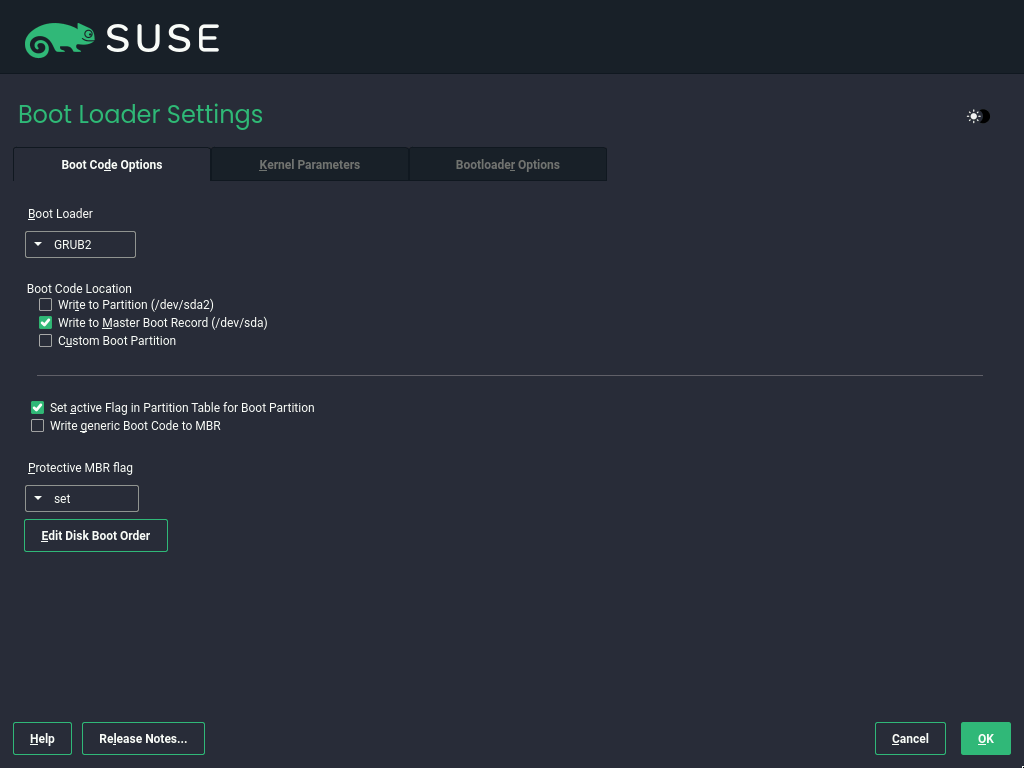 SUSE
Boot Loader Settings
Boot Code Options
Kernel Parameters
Bootloader Options
Boot Loader
GRUB2
Boot Code Location
Write to Partition (/dev/sda2)
Write to Master Boot Record (/dev/sda)
Custom Boot Partition
Set active Flag in Partition Table for Boot Partition
Write generic Boot Code to MBR
Protective MBR flag
set
Edit Disk Boot Order
Help
Release Notes...
Cancel
OK